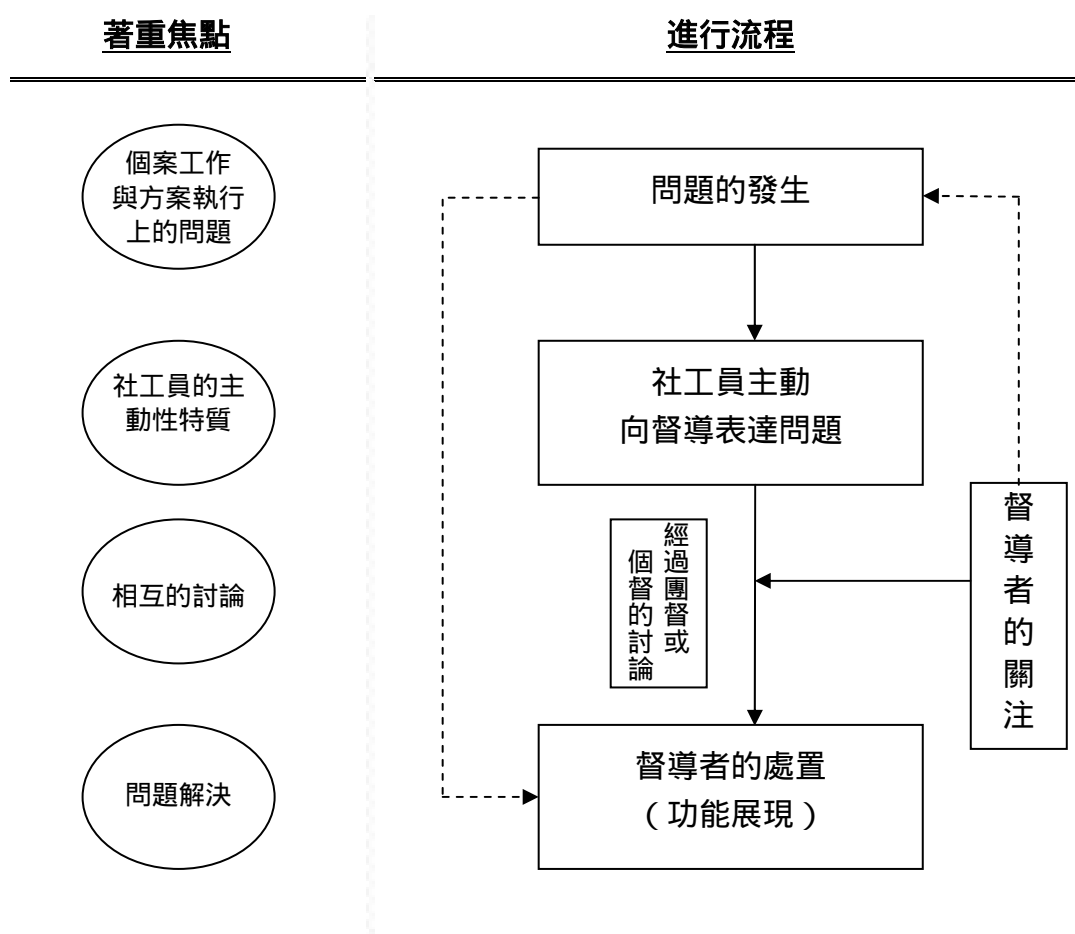 著重焦點
進行流程
個案工作
與方案執行
上的問題
問題的發生
社工員的主
動性特質
社工員主動
向督導表達問題
相互的討論
經過團督或
個督的討論
督導者的關注
問題解決
督導者的處置
（功能展現）